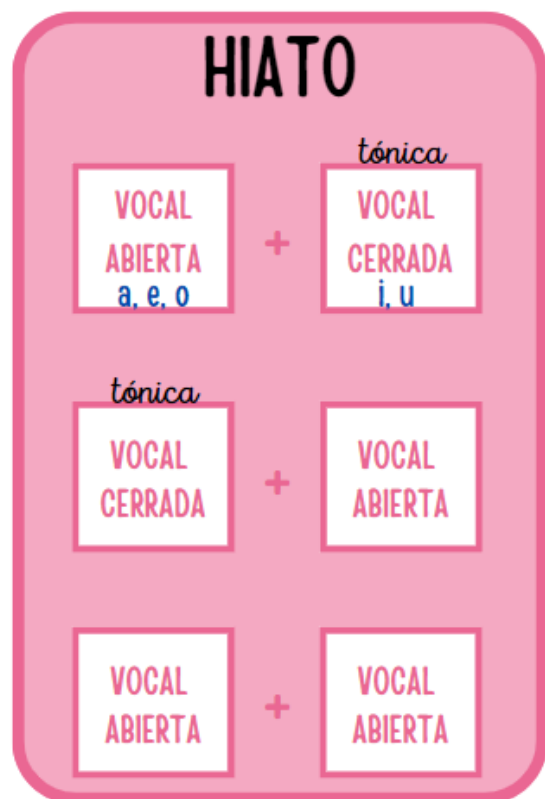 HIATO
tónica
VOCAL
ABIERTA
a, e, o
+
VOCAL
CERRADA
i, u
tónica
VOCAL
CERRADA
+
VOCAL
ABIERTA
VOCAL
ABIERTA
+
VOCAL
ABIERTA